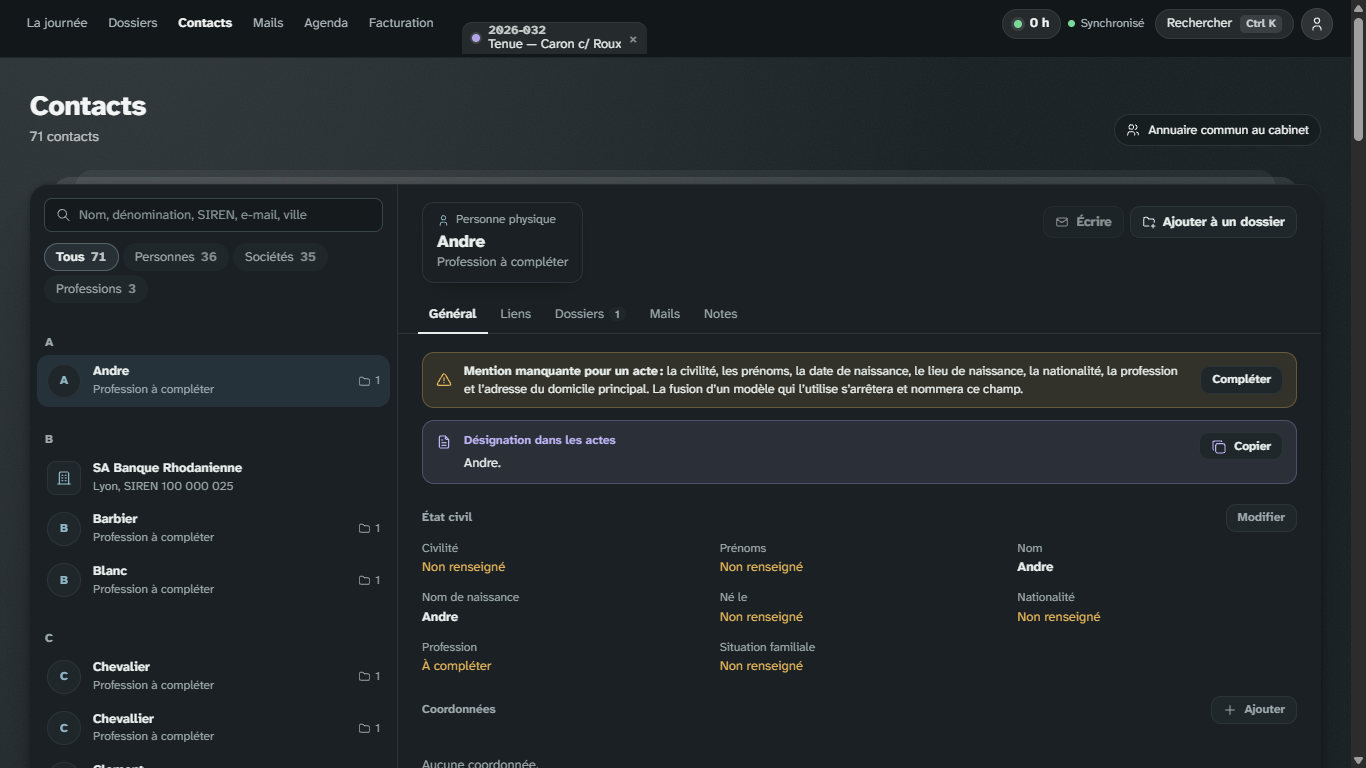 La journée
Dossiers
Contacts
Mails
Agenda
Facturation
2026-032
Tenue — Caron c/ Roux
0 h
Synchronisé
Rechercher Ctrl K
Contacts
71 contacts
Annuaire commun au cabinet
Nom, dénomination, SIREN, e-mail, ville
Tous 71
Personnes 36
Sociétés 35
Professions 3
A
A
Andre
Profession à compléter
1
B
SA Banque Rhodanienne
Lyon, SIREN 100 000 025
B
Barbier
Profession à compléter
1
B
Blanc
Profession à compléter
1
C
C
Chevalier
Profession à compléter
1
C
Chevallier
Profession à compléter
1
Personne physique
Andre
Profession à compléter
Écrire
Ajouter à un dossier
Général
Liens
Dossiers 1
Mails
Notes
Mention manquante pour un acte : la civilité, les prénoms, la date de naissance, le lieu de naissance, la nationalité, la profession
et l'adresse du domicile principal. La fusion d'un modèle qui l'utilise s'arrêtera et nommera ce champ.
Compléter
Désignation dans les actes
Andre.
Copier
État civil
Modifier
Civilité
Non renseigné
Prénoms
Non renseigné
Nom
Andre
Nom de naissance
Andre
Né le
Non renseigné
Nationalité
Non renseigné
Profession
À compléter
Situation familiale
Non renseigné
Coordonnées
Ajouter
Aucune coordonnée.